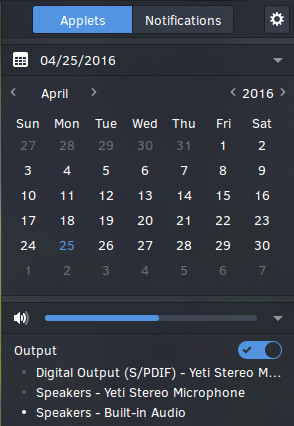 Applets Notifications
04/25/2016
April 2016
Sun Mon Tue Wed Thu Fri Sat
27 28 29 30 31 1 2
3 4 5 6 7 8 9
10 11 12 13 14 15 16
17 18 19 20 21 22 23
24 25 26 27 28 29 30
1 2 3 4 5 6 7
Output
Digital Output (S/PDIF) - Yeti Stereo M...
Speakers - Yeti Stereo Microphone
Speakers - Built-in Audio